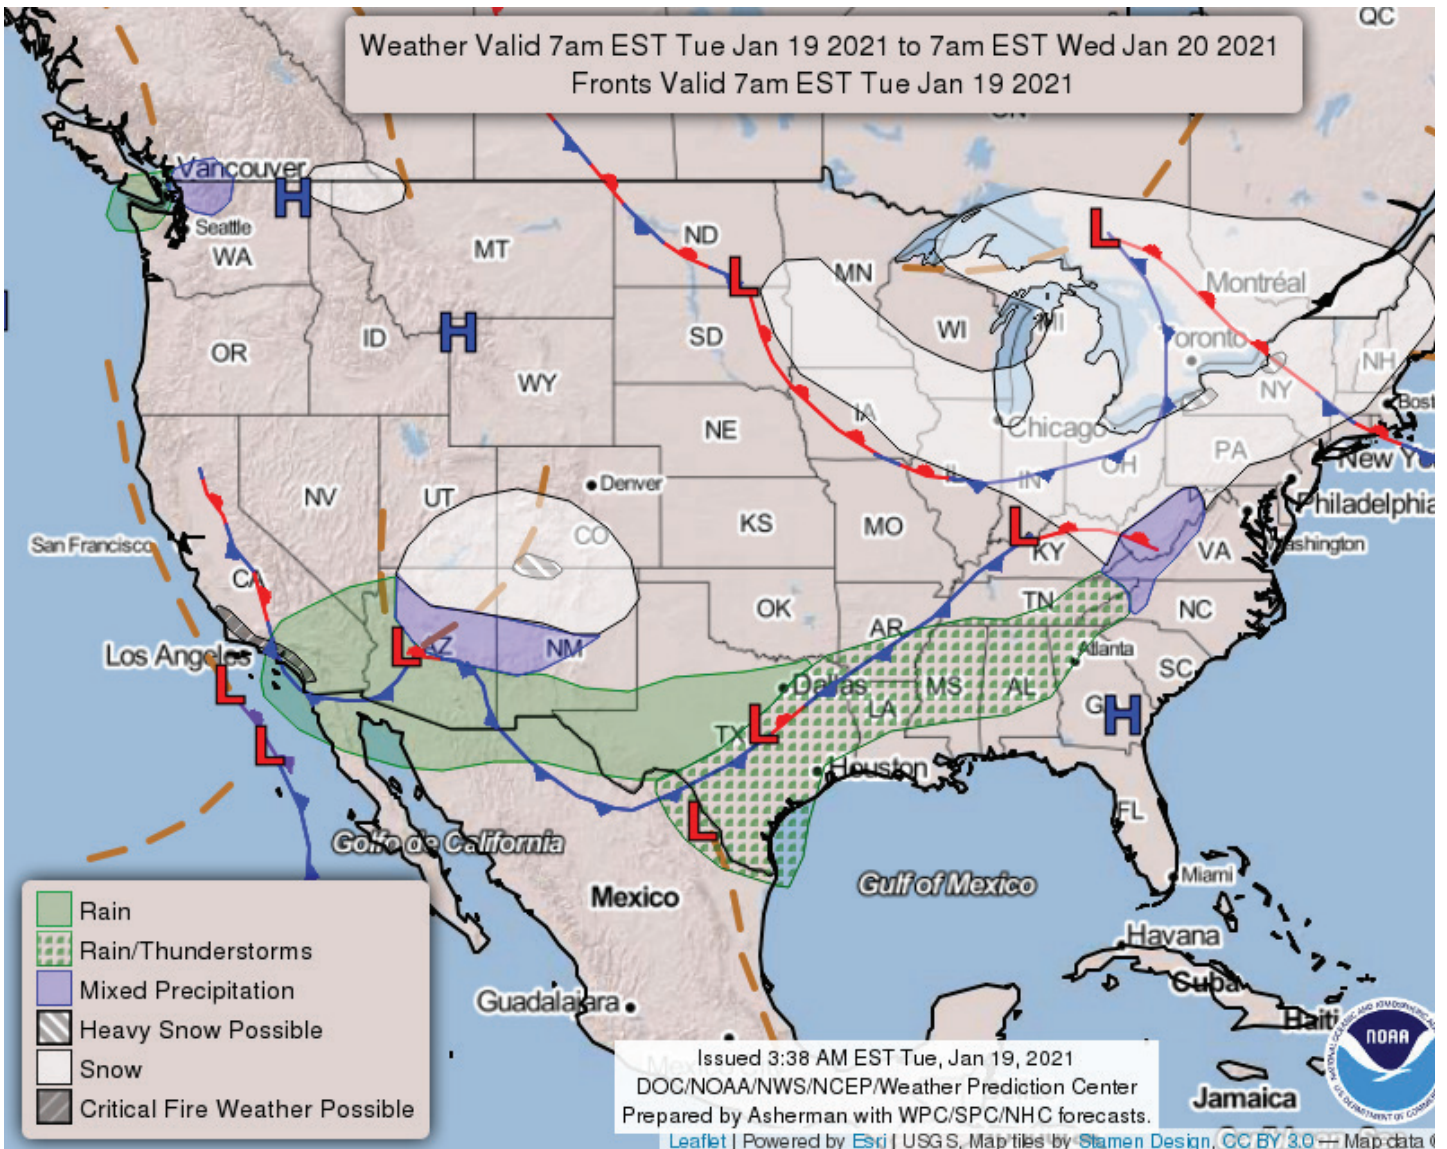 Weather Valid 7am EST Tue Jan 19 2021 to 7am EST Wed Jan 20 2021
Fronts Valid 7am EST Tue Jan 19 2021
QC
Vancouver
H
Seattle
WA
MT
ND
MN
L
L
Montréal
OR
ID
H
WY
SD
WI
MI
Toronto
NY
NH
Bost
IA
NE
Chicago
PA
New Yo
NV
UT
Denver
CO
KS
MO
IL
IN
OH
Philadelphia
San Francisco
CA
L
KY
VA
ashington
OK
AR
TN
NC
Los Angeles
L
AZ
NM
Atlanta
SC
L
Dallas
MS
AL
LA
G
H
TX
L
L
Houston
FL
L
Golfo de California
Gulf of Mexico
Miami
Mexico
Havana
Cuba
Guadalajara
Haiti
Jamaica
Rain
Rain/Thunderstorms
Mixed Precipitation
Heavy Snow Possible
Snow
Critical Fire Weather Possible
NOAA
Issued 3:38 AM EST Tue, Jan 19, 2021
DOC/NOAA/NWS/NCEP/Weather Prediction Center
Prepared by Asherman with WPC/SPC/NHC forecasts.
Leaflet | Powered by Esri | USGS, Map tiles by Stamen Design, CC BY 3.0 — Map data ©